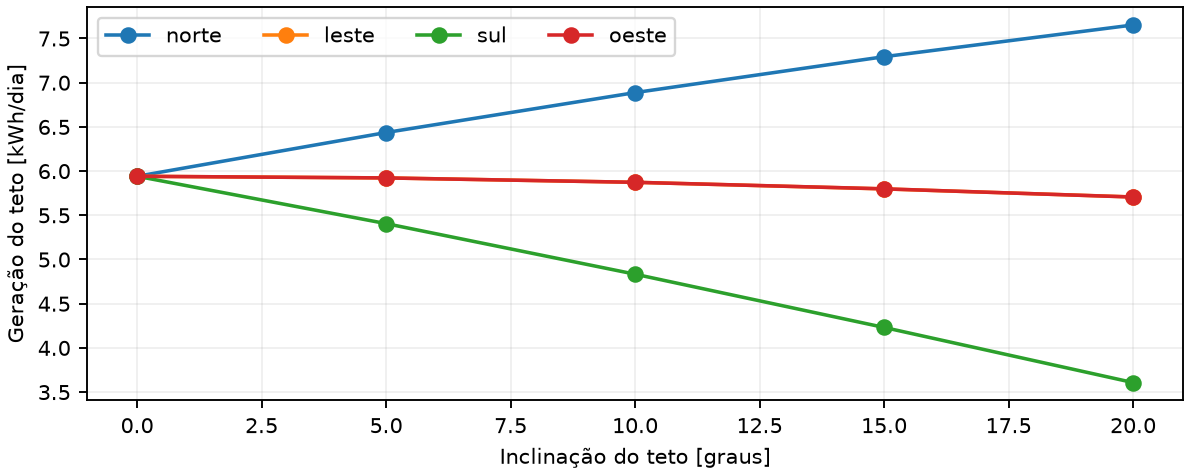 norte leste sul oeste
Geração do teto [kWh/dia]
7.5
7.0
6.5
6.0
5.5
5.0
4.5
4.0
3.5
0.0 2.5 5.0 7.5 10.0 12.5 15.0 17.5 20.0
Inclinação do teto [graus]